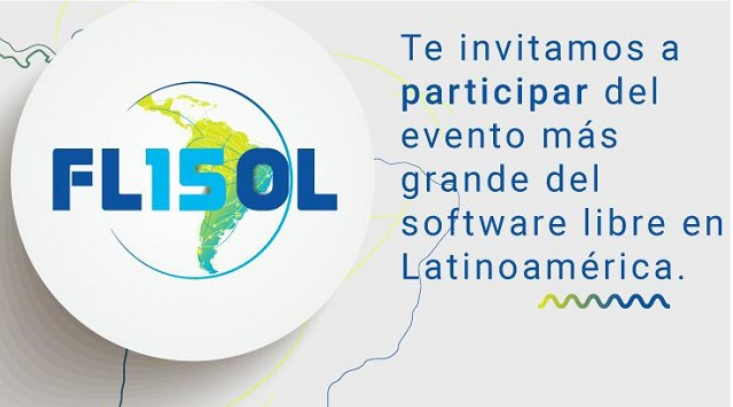 FL15OL
Te invitamos a
participar del
evento más
grande del
software libre en
Latinoamérica.